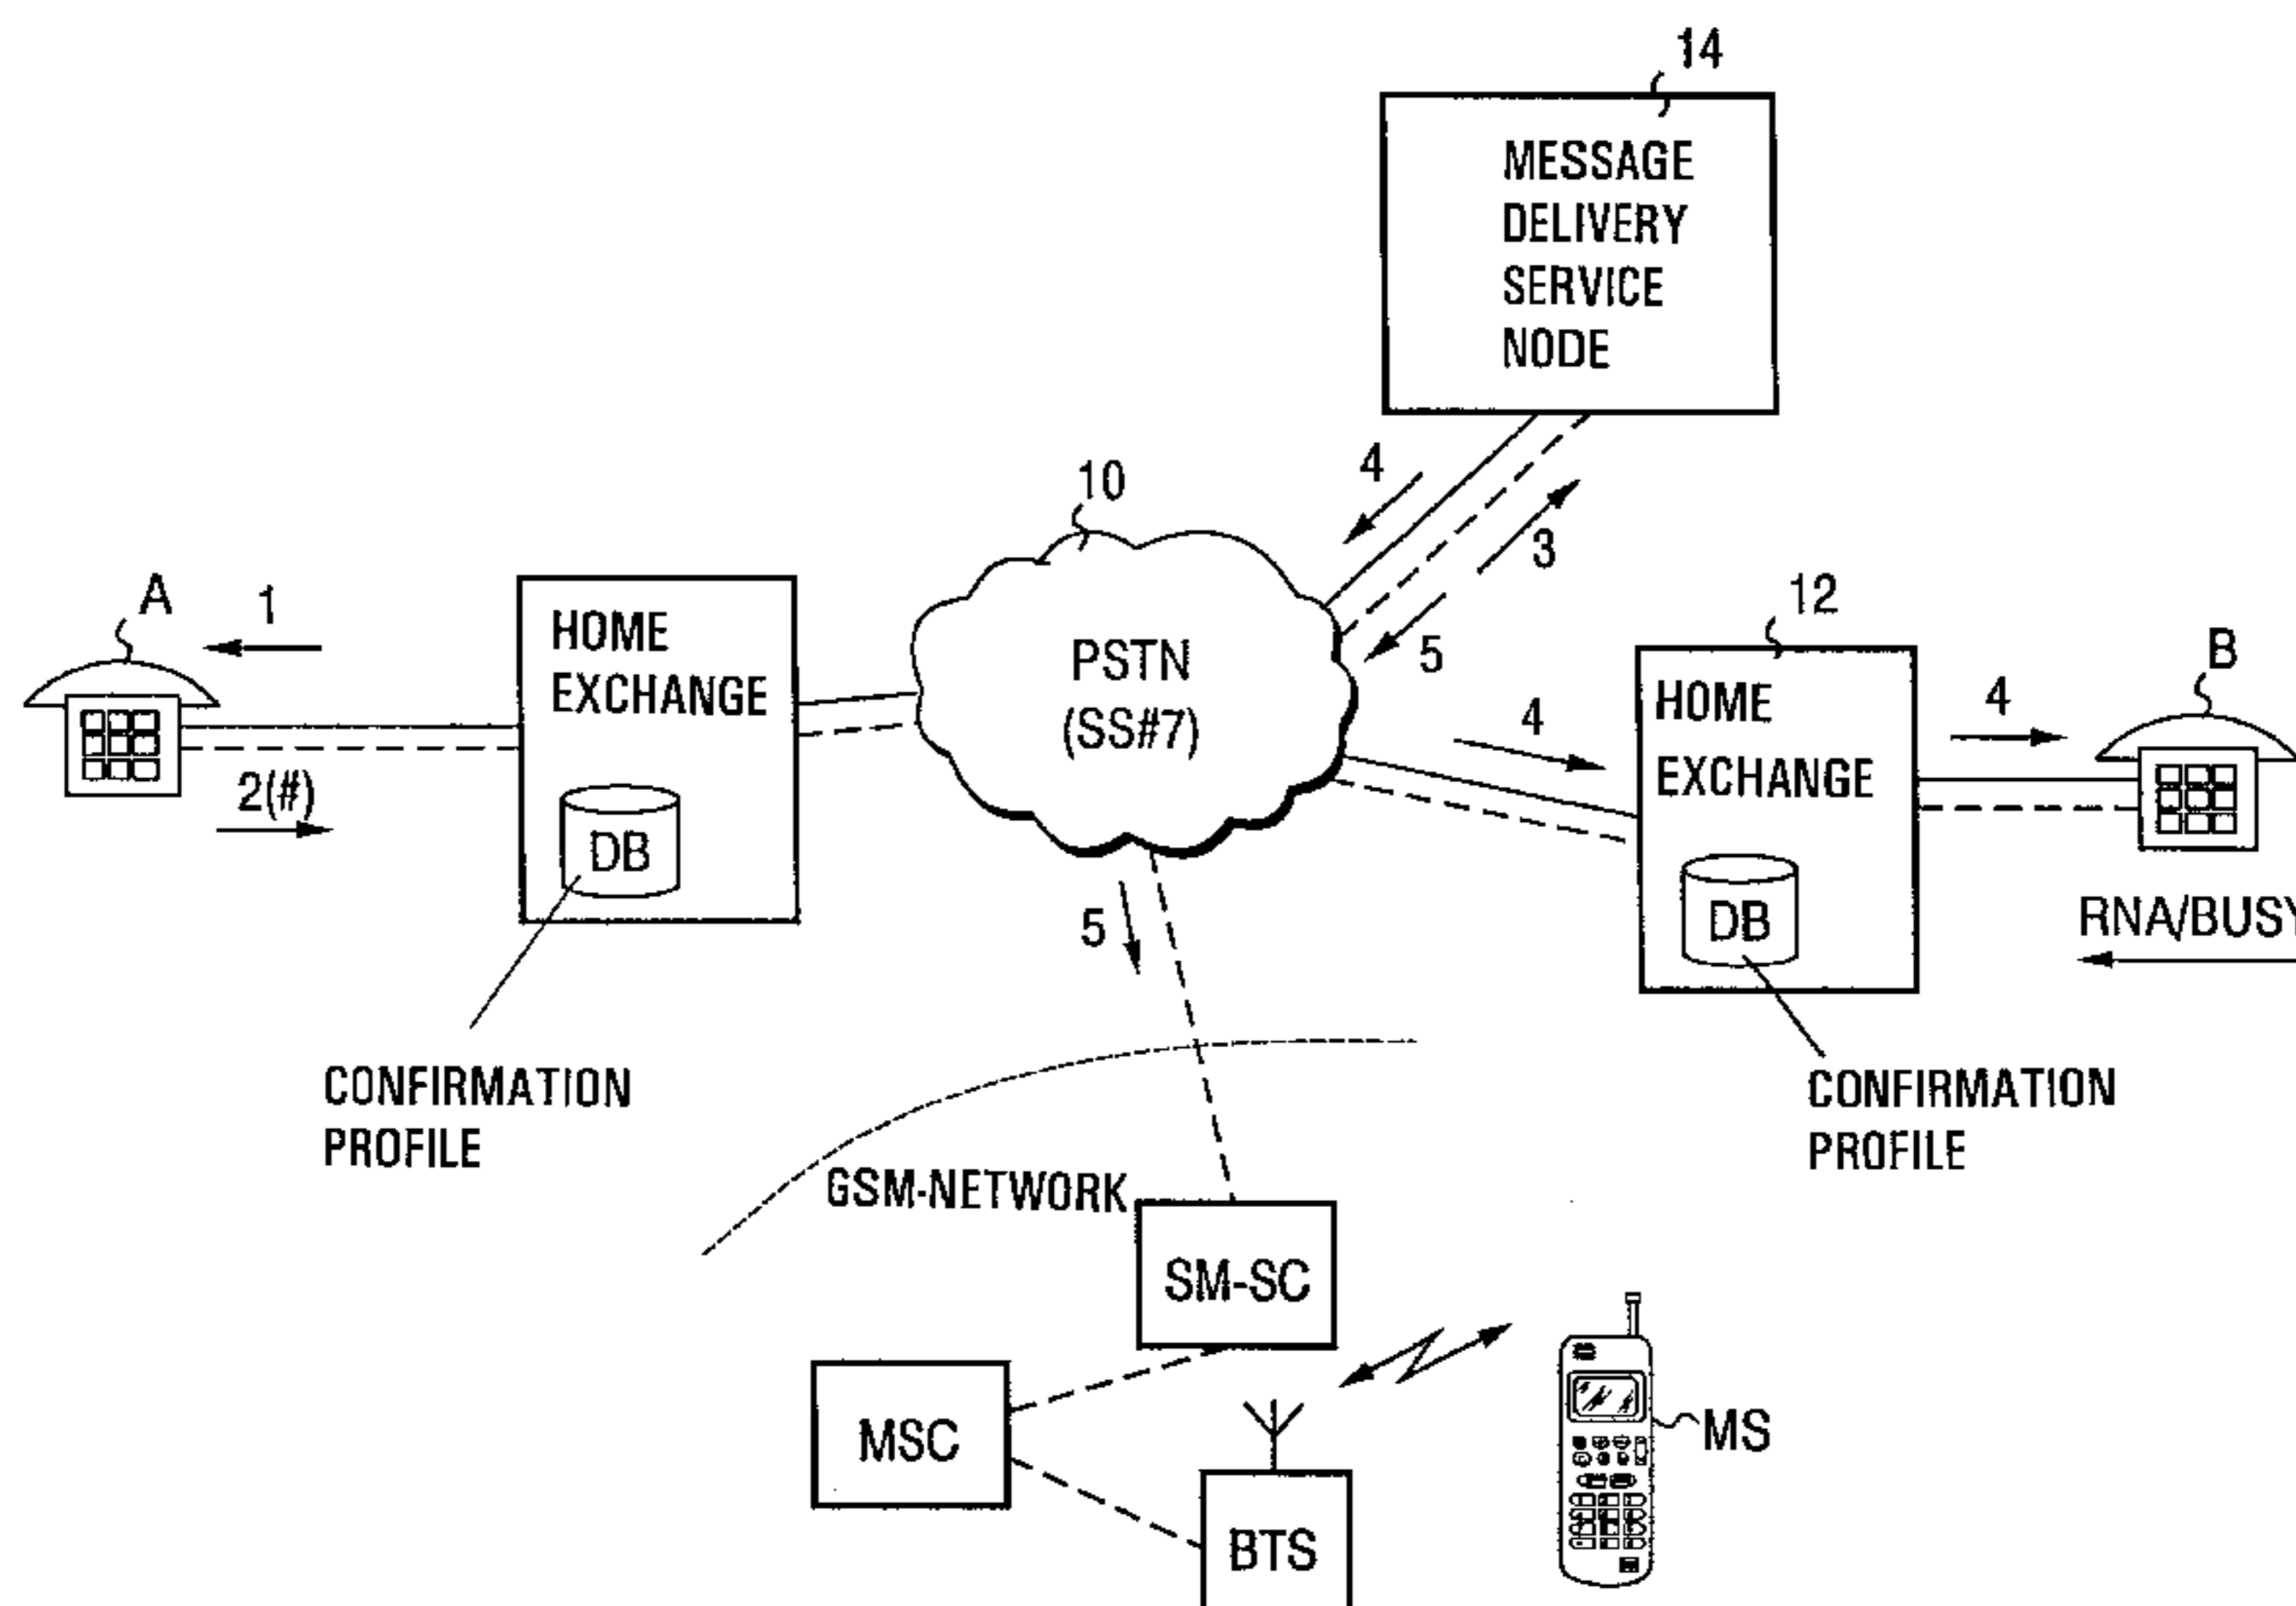 14
MESSAGE
DELIVERY
SERVICE
NODE
10
4
3
5
A
1
HOME
EXCHANGE
DB
2(#)
PSTN
(SS#7)
12
HOME
EXCHANGE
DB
4
4
B
RNA/BUSY
5
CONFIRMATION
PROFILE
CONFIRMATION
PROFILE
GSM-NETWORK
SM-SC
MSC
BTS
MS